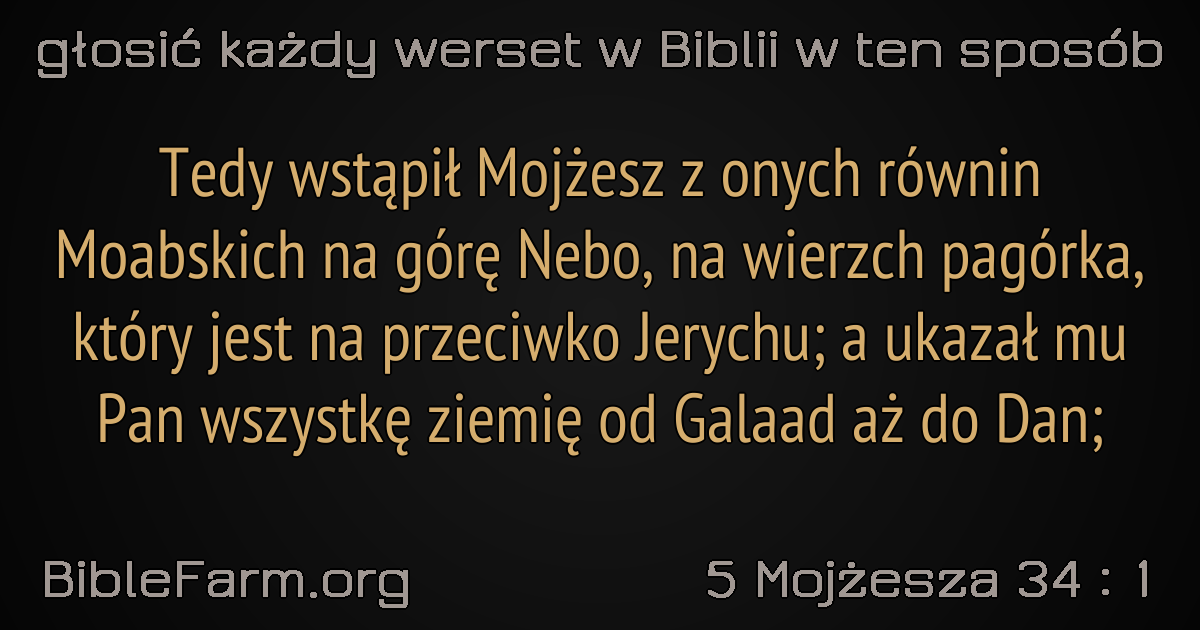 głosić każdy werset w Biblii w ten sposób
Tedy wstąpił Mojżesz z onych równin
Moabskich na górę Nebo, na wierzch pagórka,
który jest na przeciwko Jerychu; a ukazał mu
Pan wszystkę ziemię od Galaad aż do Dan;
BibleFarm.org
5 Mojżesza 34 : 1